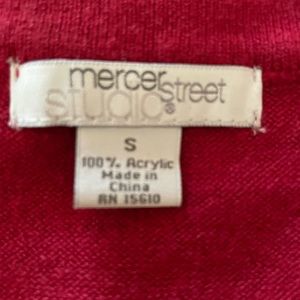 mercer street
studio®
S
100% Acrylic
Made in
China
RN 15610